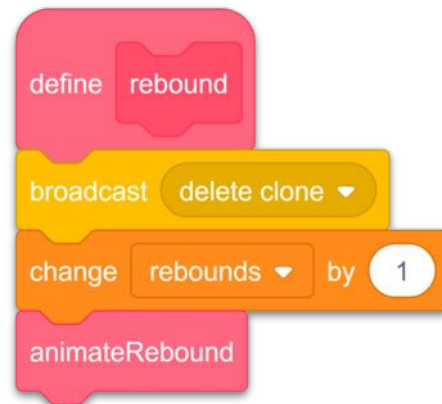 define rebound
broadcast delete clone
change rebounds by 1
animateRebound